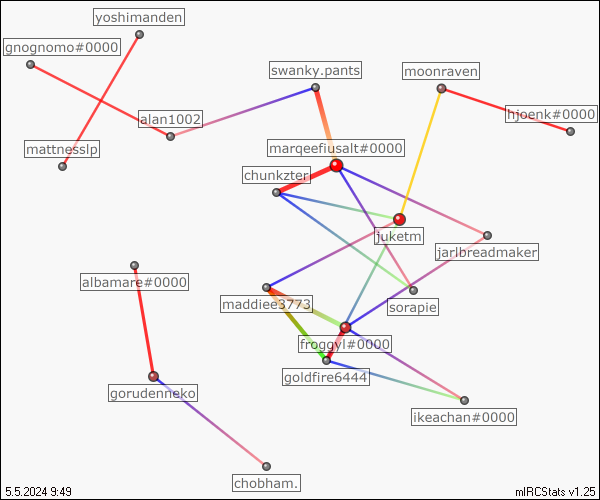 yoshimanden
gnognomo#0000
swanky.pants
moonraven
hjoenk#0000
alan1002
mattnesslp
marqeefiusalt#0000
chunkzter
juketm
jarlbreadmaker
albamare#0000
maddiee3773
sorapie
froggyl#0000
goldfire6444
gorudenneko
ikeachan#0000
chobham.
5.5.2024 9:49
mIRCStats v1.25